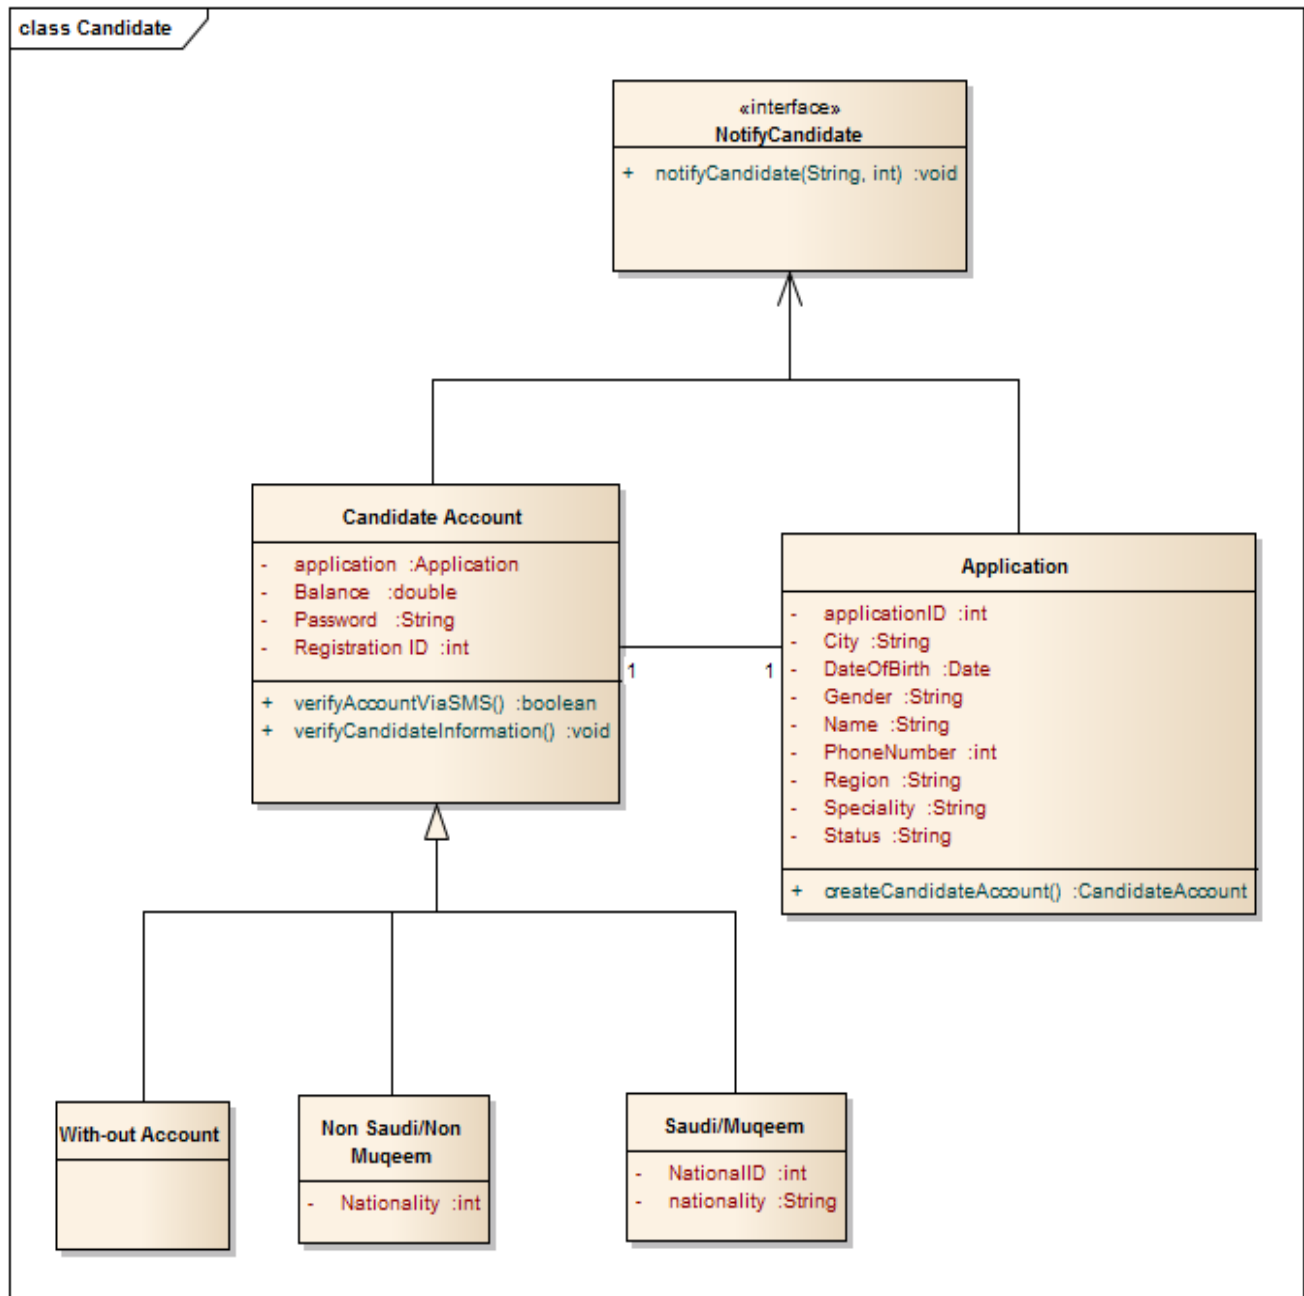 class Candidate
«interface»
NotifyCandidate
+ notifyCandidate(String, int) :void
Candidate Account
- application :Application
- Balance :double
- Password :String
- Registration ID :int
+ verifyAccountViaSMS() :boolean
+ verifyCandidateInformation() :void
1
1
Application
- applicationID :int
- City :String
- DateOfBirth :Date
- Gender :String
- Name :String
- PhoneNumber :int
- Region :String
- Speciality :String
- Status :String
+ createCandidateAccount() :CandidateAccount
With-out Account
Non Saudi/Non
Muqeem
- Nationality :int
Saudi/Muqeem
- NationalID :int
- nationality :String